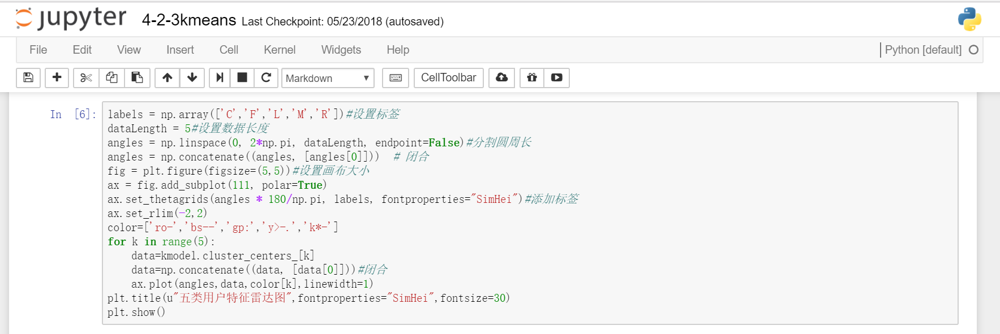 jupyter 4-2-3kmeans Last Checkpoint: 05/23/2018 (autosaved)
File Edit View Insert Cell Kernel Widgets Help Python [default]
Markdown CellToolbar
In [6]:
labels = np.array(['C','F','L','M','R'])#设置标签
dataLength = 5#设置数据长度
angles = np.linspace(0, 2*np.pi, dataLength, endpoint=False)#分割圆周长
angles = np.concatenate((angles, [angles[0]])) # 闭合
fig = plt.figure(figsize=(5,5))#设置画布大小
ax = fig.add_subplot(111, polar=True)
ax.set_thetagrids(angles * 180/np.pi, labels, fontproperties="SimHei")#添加标签
ax.set_rlim(-2,2)
color=['ro-','bs--','gp:','y>-.','k*-']
for k in range(5):
    data=kmodel.cluster_centers_[k]
    data=np.concatenate((data, [data[0]]))#闭合
    ax.plot(angles,data,color[k],linewidth=1)
plt.title(u"五类用户特征雷达图",fontproperties="SimHei",fontsize=30)
plt.show()